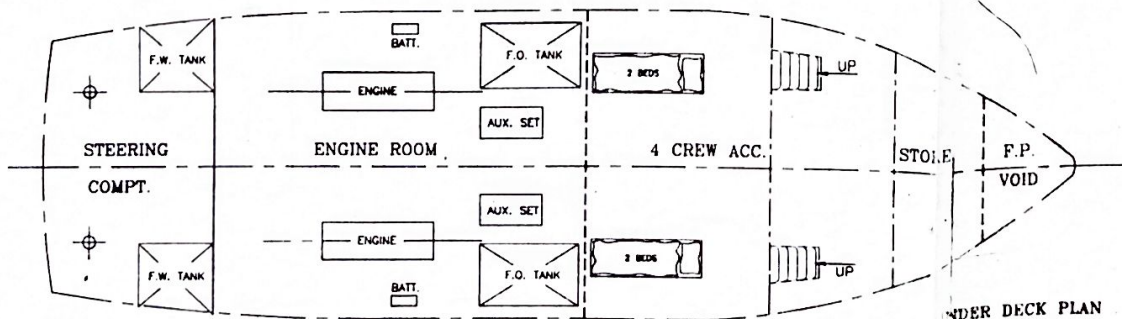 BATT.
F.W. TANK
F.O. TANK
2 BEDS
UP
ENGINE
AUX. SET
STEERING ENGINE ROOM 4 CREW ACC. STORE F.P.
COMPT. VOID
AUX. SET
ENGINE
F.W. TANK
F.O. TANK
2 BEDS
UP
BATT.
NDER DECK PLAN